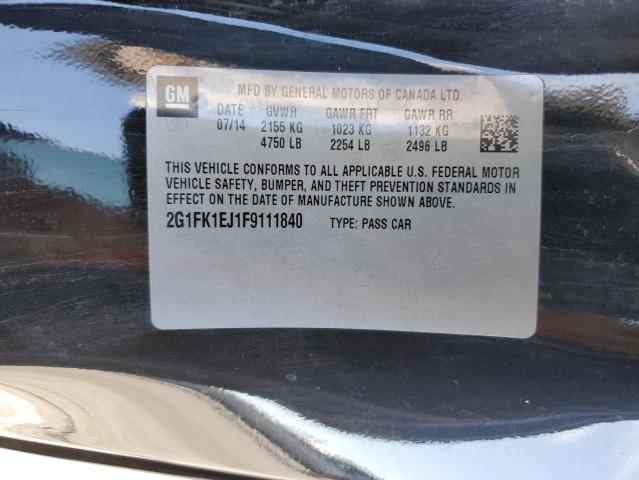 GM MFD BY GENERAL MOTORS OF CANADA LTD.
DATE GVWR GAWR FRT GAWR RR
07/14 2155 KG 1023 KG 1132 KG
4750 LB 2254 LB 2496 LB
THIS VEHICLE CONFORMS TO ALL APPLICABLE U.S. FEDERAL MOTOR
VEHICLE SAFETY, BUMPER, AND THEFT PREVENTION STANDARDS IN
EFFECT ON THE DATE OF MANUFACTURE SHOWN ABOVE.
2G1FK1EJ1F9111840 TYPE: PASS CAR